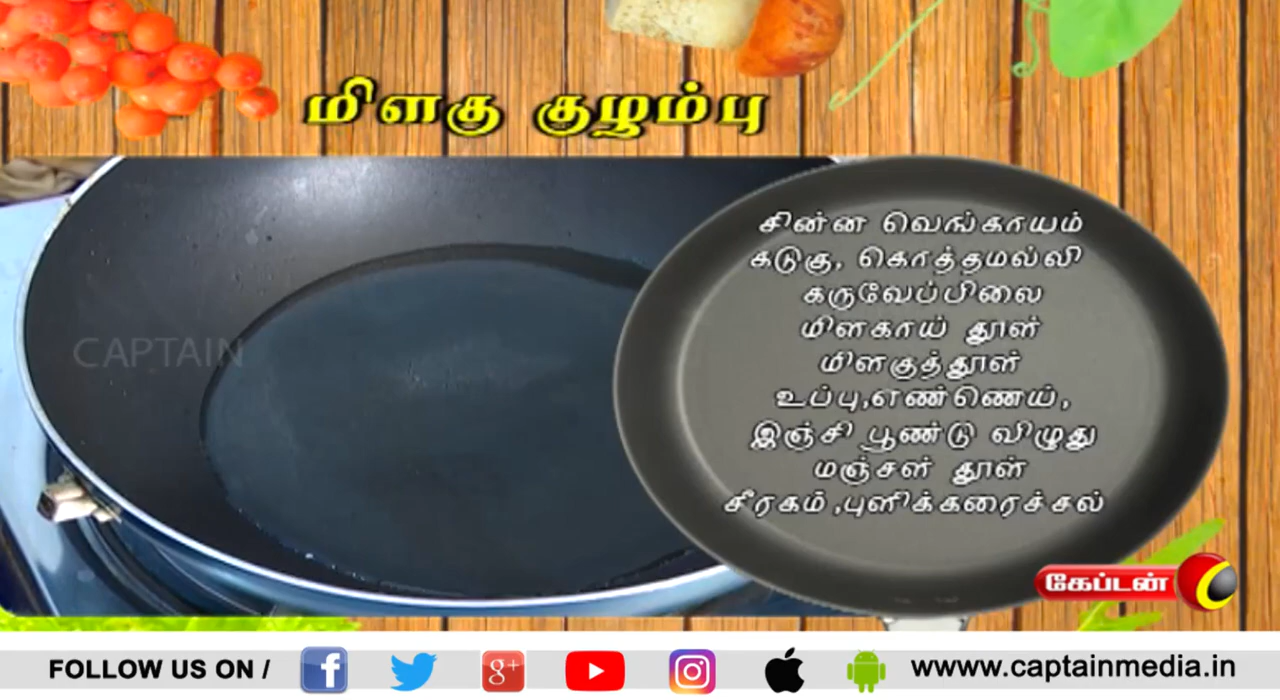 மிளகு குழம்பு
சின்ன வெங்காயம்
கடுகு, கொத்தமல்லி
கருவேப்பிலை
மிளகாய் தூள்
மிளகுத்தூள்
உப்பு,எண்ணெய்,
இஞ்சி பூண்டு விழுது
மஞ்சள் தூள்
சீரகம் ,புளிக்கரைச்சல்
CAPTAIN
கேப்டன்
FOLLOW US ON / www.captainmedia.in